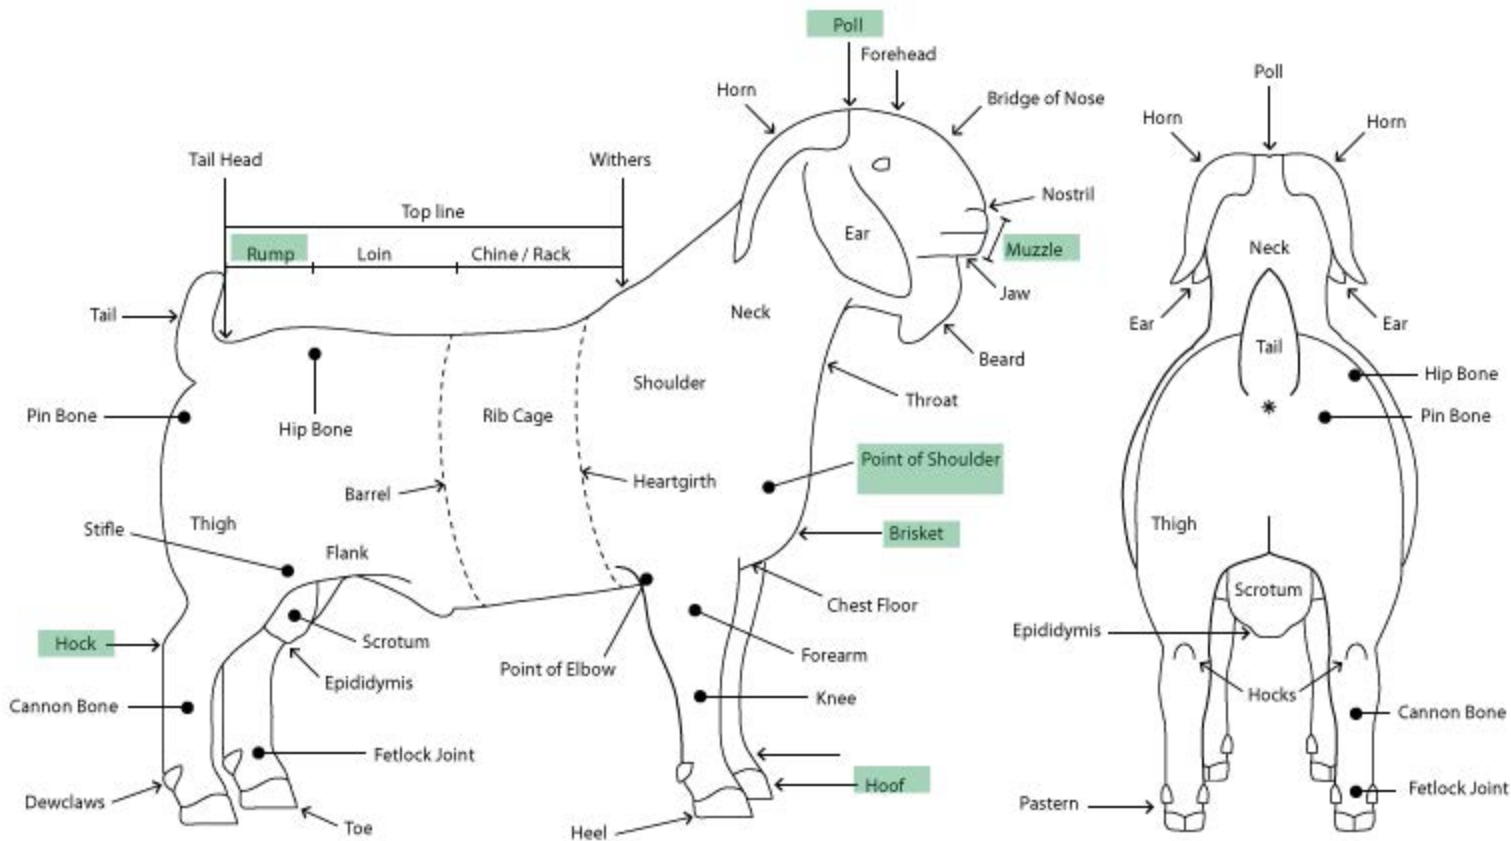 Poll
Forehead
Horn
Bridge of Nose
Tail Head
Withers
Nostril
Top line
Rump
Loin
Chine / Rack
Ear
Muzzle
Jaw
Tail
Neck
Beard
Shoulder
Throat
Pin Bone
Hip Bone
Rib Cage
Point of Shoulder
Barrel
Heartgirth
Thigh
Stifle
Flank
Brisket
Chest Floor
Hock
Scrotum
Point of Elbow
Forearm
Epididymis
Cannon Bone
Knee
Fetlock Joint
Hoof
Dewclaws
Toe
Heel
Poll
Horn
Horn
Neck
Ear
Ear
Tail
Hip Bone
Pin Bone
Thigh
Scrotum
Epididymis
Hocks
Cannon Bone
Fetlock Joint
Pastern